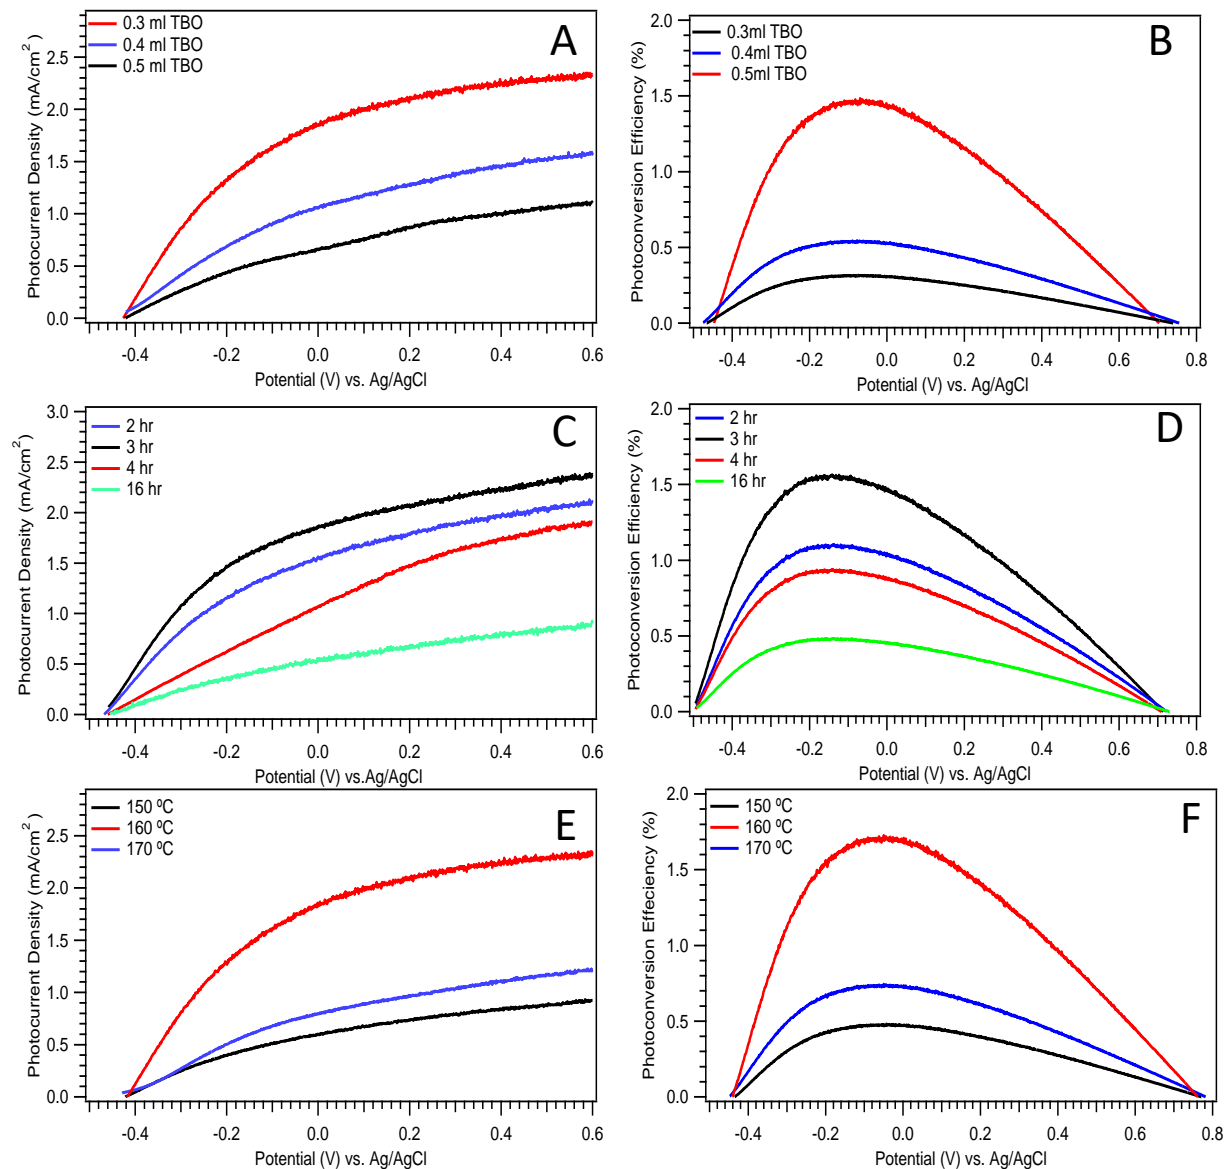 A
0.3 ml TBO
0.4 ml TBO
0.5 ml TBO
Photocurrent Density (mA/cm²)
2.5
2.0
1.5
1.0
0.5
0.0
-0.4 -0.2 0.0 0.2 0.4 0.6
Potential (V) vs. Ag/AgCl
B
0.3ml TBO
0.4ml TBO
0.5ml TBO
Photoconversion Efficiency (%)
2.0
1.5
1.0
0.5
0.0
-0.4 -0.2 0.0 0.2 0.4 0.6 0.8
Potential (V) vs. Ag/AgCl
C
2 hr
3 hr
4 hr
16 hr
Photocurrent Density (mA/cm²)
3.0
2.5
2.0
1.5
1.0
0.5
0.0
-0.4 -0.2 0.0 0.2 0.4 0.6
Potential (V) vs.Ag/AgCl
D
2 hr
3 hr
4 hr
16 hr
Photoconversion Efficiency (%)
2.0
1.5
1.0
0.5
0.0
-0.4 -0.2 0.0 0.2 0.4 0.6 0.8
Potential (V) vs. Ag/AgCl
E
150 ºC
160 ºC
170 ºC
Photocurrent Density (mA/cm²)
2.5
2.0
1.5
1.0
0.5
0.0
-0.4 -0.2 0.0 0.2 0.4 0.6
Potential (V) vs. Ag/AgCl
F
150 ºC
160 ºC
170 ºC
Photoconversion Effeciency (%)
2.0
1.5
1.0
0.5
0.0
-0.4 -0.2 0.0 0.2 0.4 0.6 0.8
Potential (V) vs. Ag/AgCl